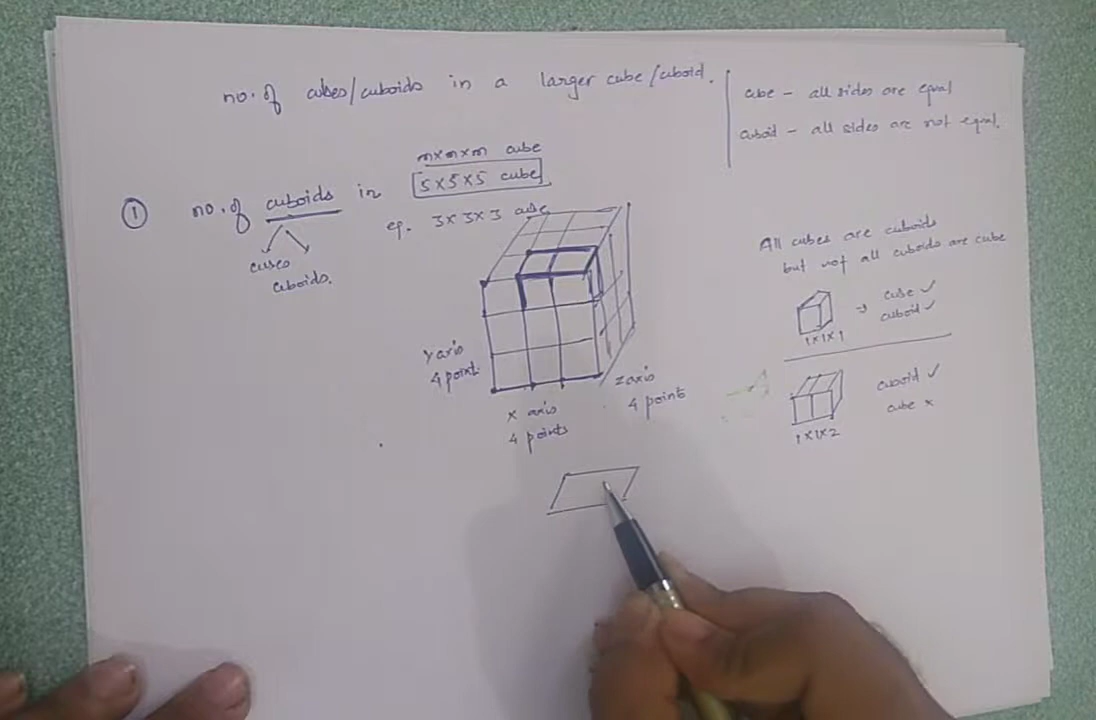 no. of cubes/cuboids in a larger cube/cuboid.
cube - all sides are equal
cuboid - all sides are not equal.
① no. of cuboids in
m×m×m cube
5×5×5 cube
cubes
cuboids.
eg. 3×3×3 cube
Y axis
4 point
X axis
4 points
Z axis
4 point
All cubes are cuboids
but not all cuboids are cube
1×1×1
⇒ cube ✓
cuboid ✓
1×1×2
cuboid ✓
cube ×